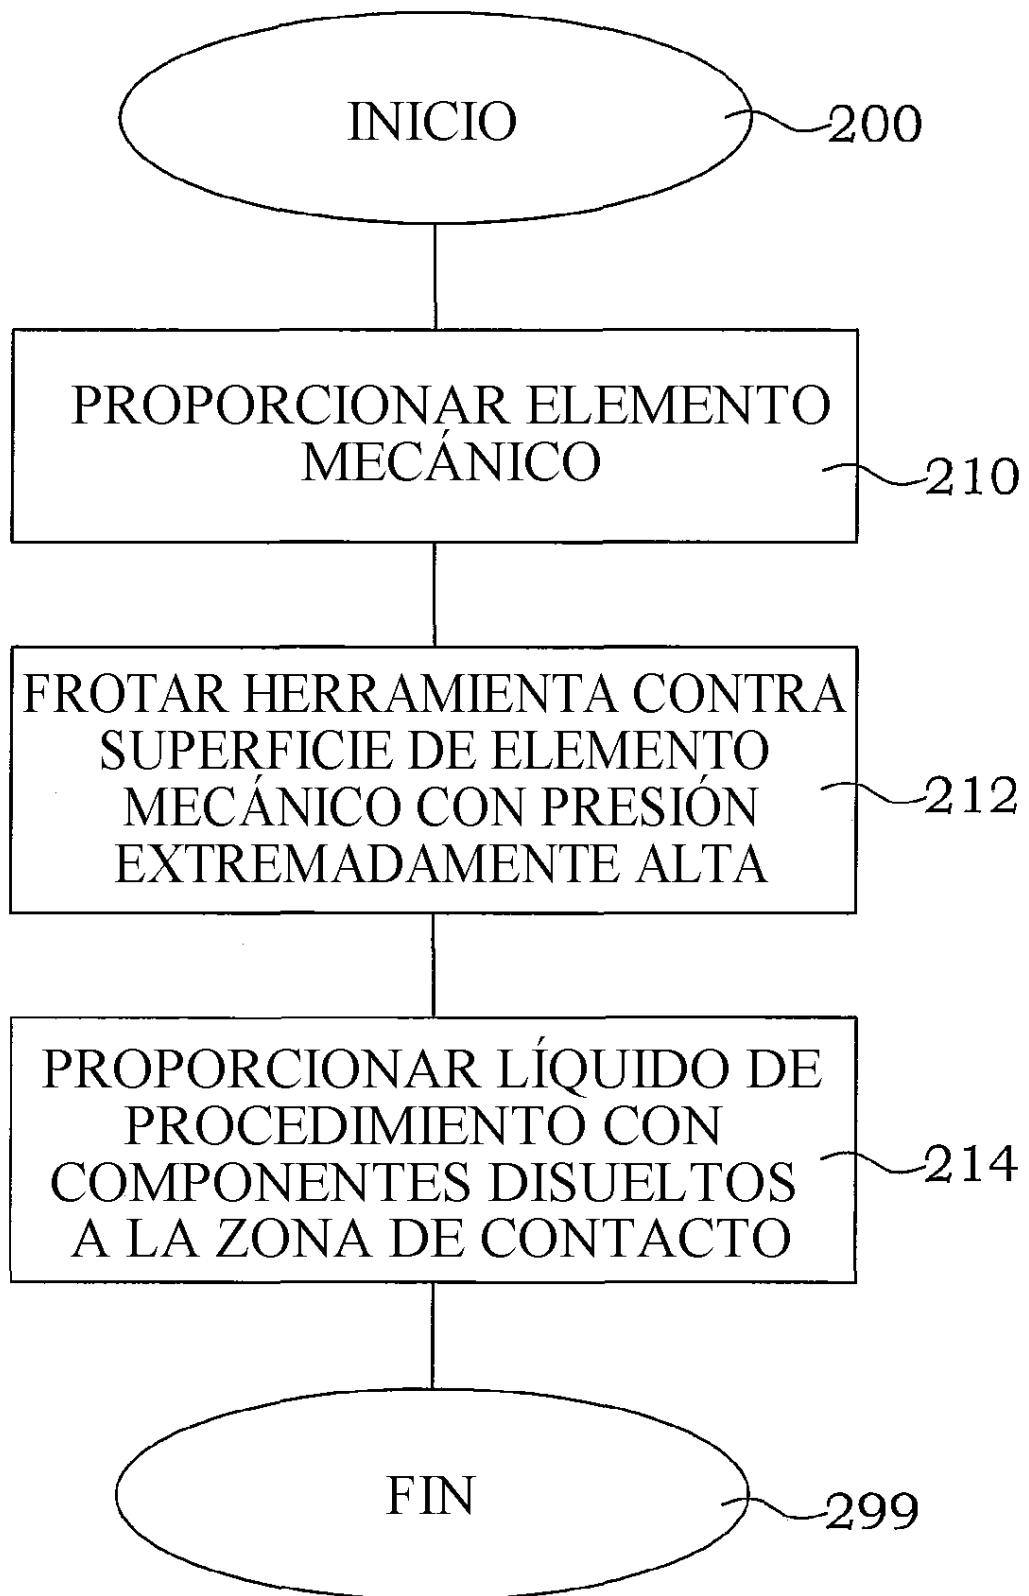 INICIO
200
PROPORCIONAR ELEMENTO
MECÁNICO
210
FROTAR HERRAMIENTA CONTRA
SUPERFICIE DE ELEMENTO
MECÁNICO CON PRESIÓN
EXTREMADAMENTE ALTA
212
PROPORCIONAR LÍQUIDO DE
PROCEDIMIENTO CON
COMPONENTES DISUELTOS
A LA ZONA DE CONTACTO
214
FIN
299